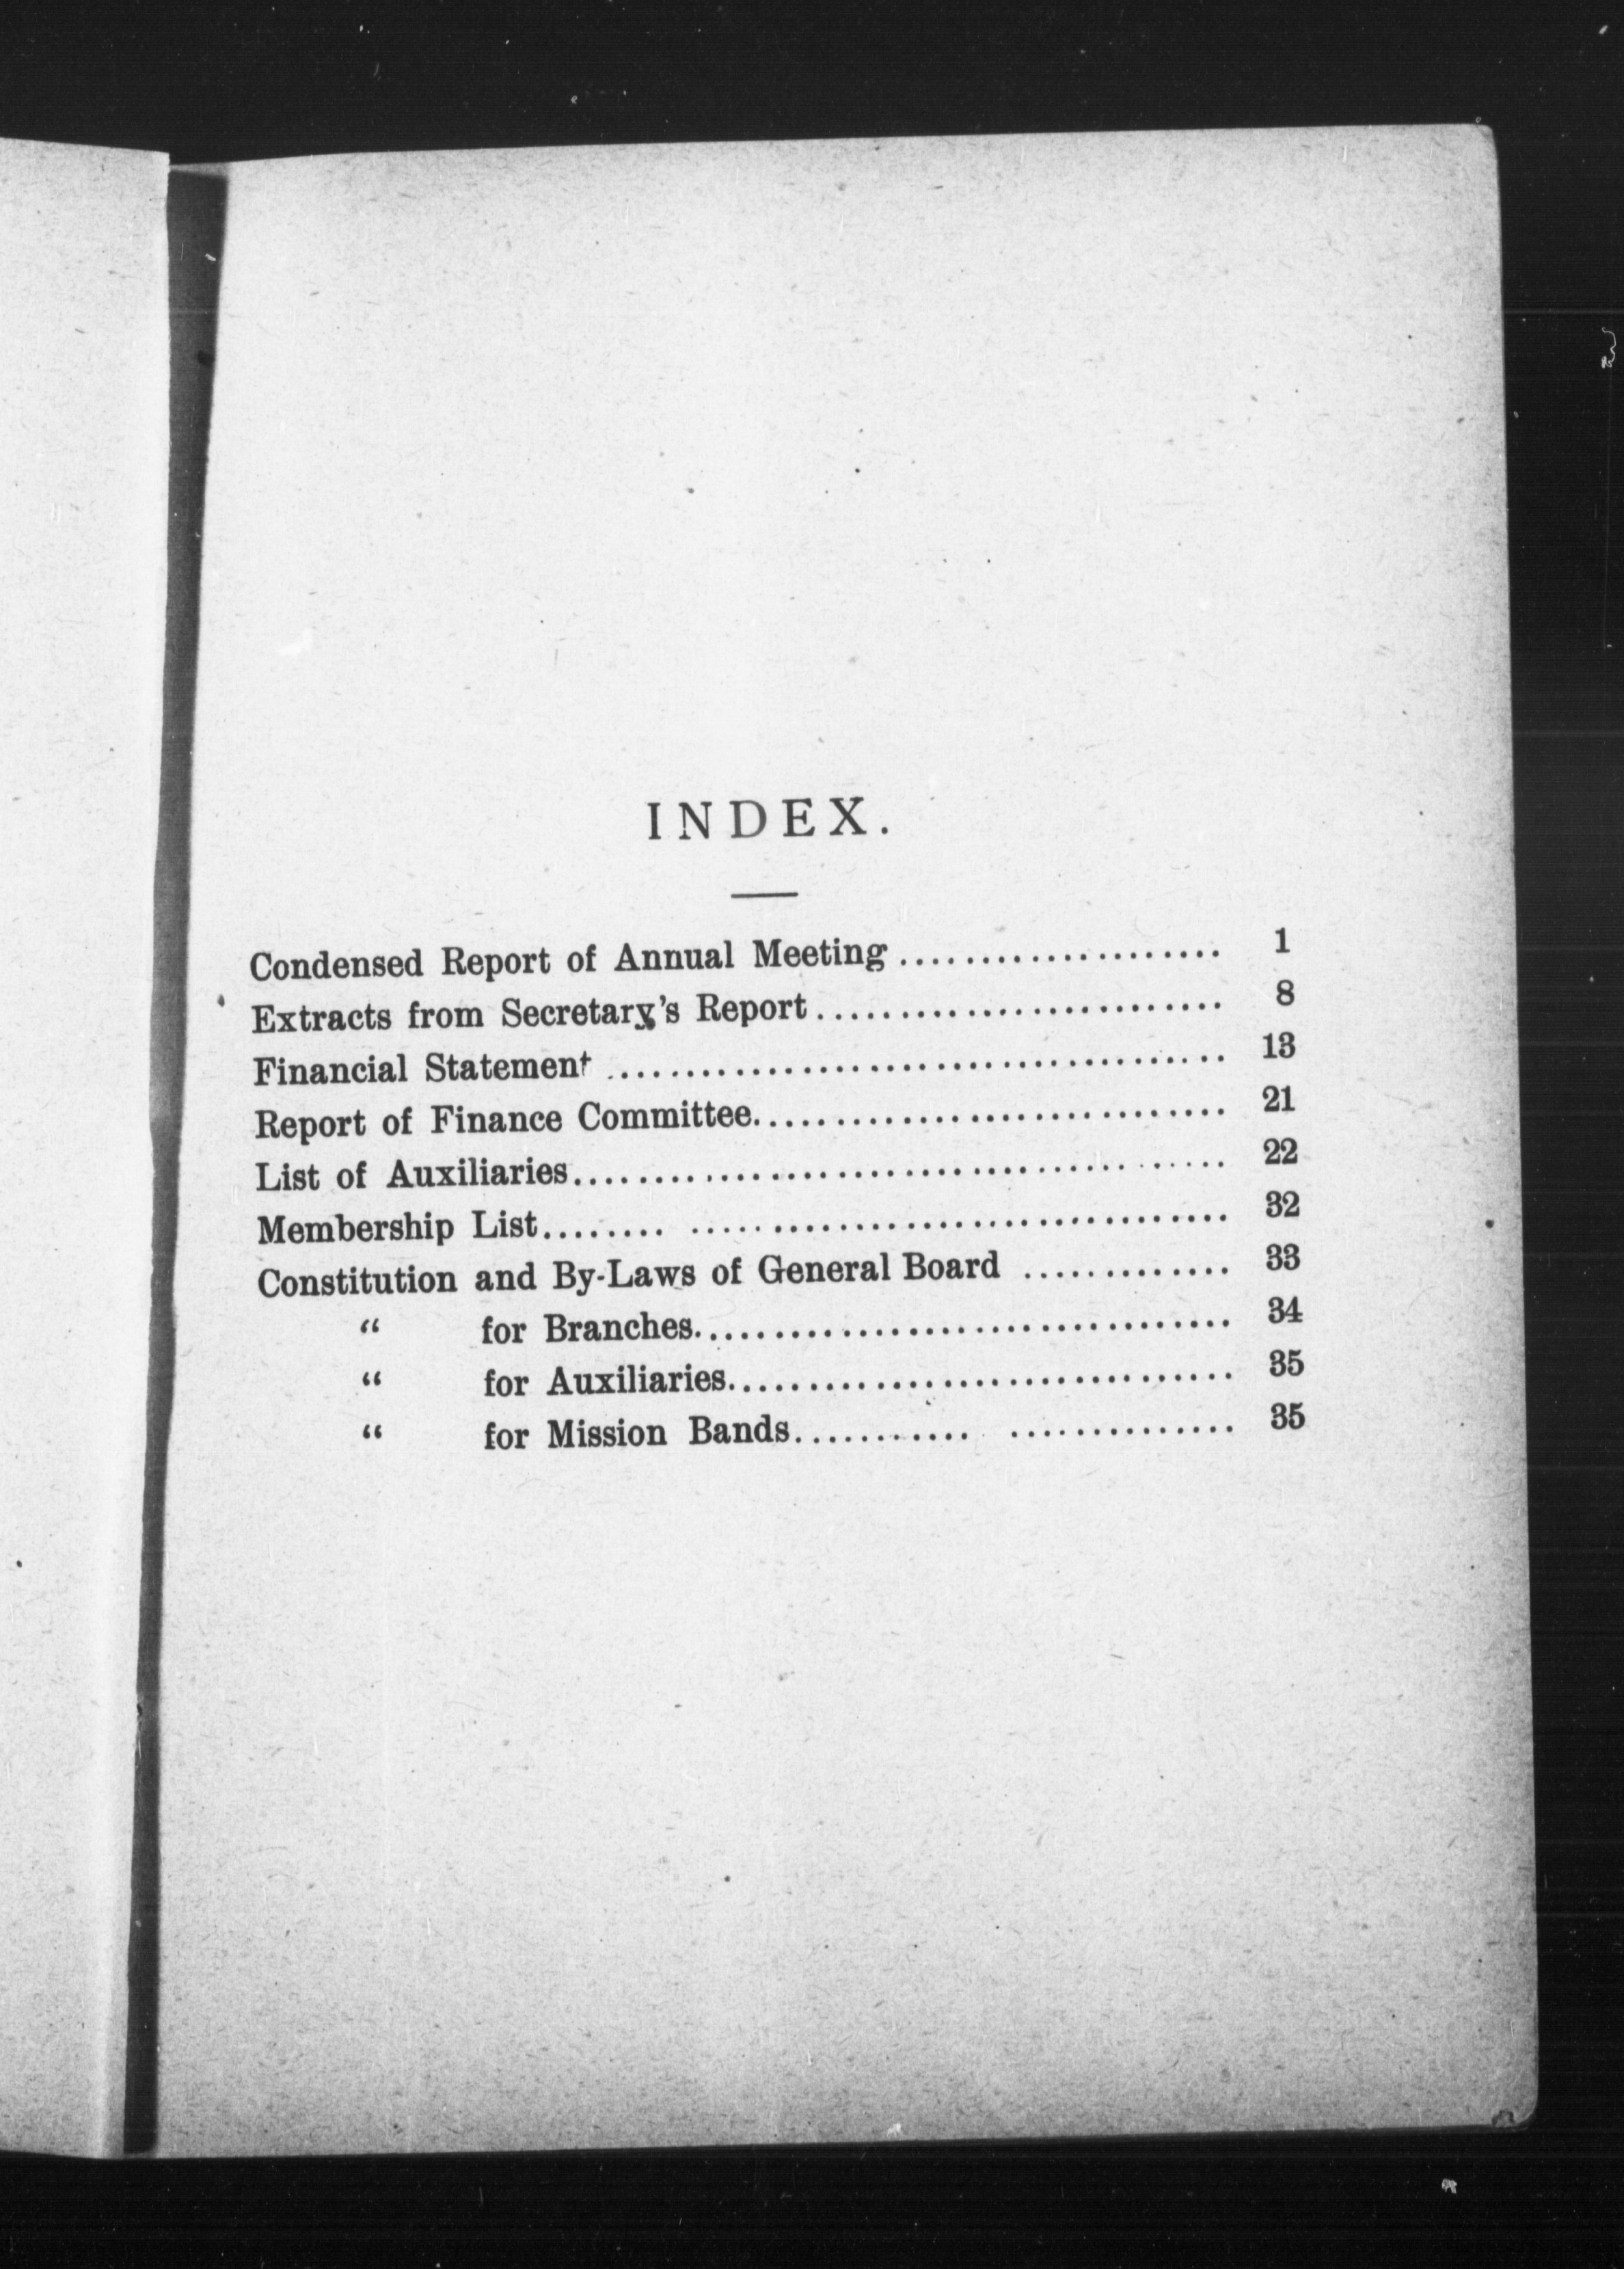 INDEX.
Condensed Report of Annual Meeting .................... 1
Extracts from Secretary's Report ......................... 8
Financial Statement ...................................... 13
Report of Finance Committee ............................. 21
List of Auxiliaries ........................................ 22
Membership List ........ ................................. 32
Constitution and By-Laws of General Board ............. 33
“ for Branches ................................. 34
“ for Auxiliaries ............................... 35
“ for Mission Bands ........... .............. 35